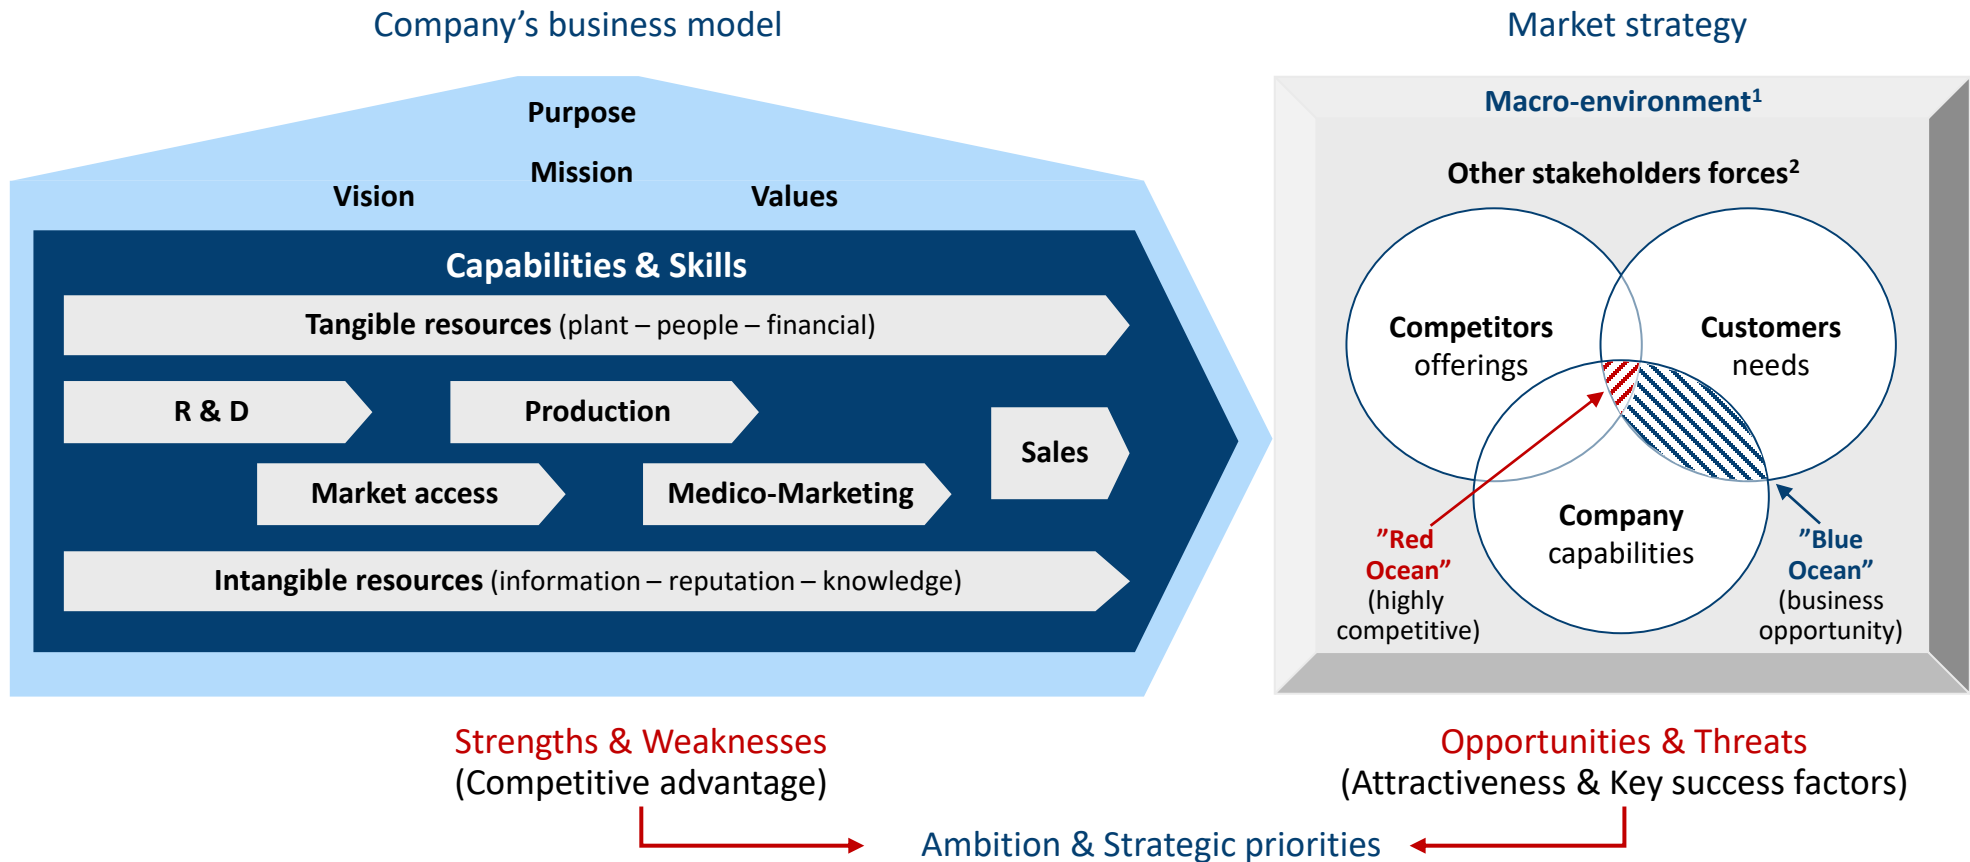 Company’s business model
Purpose
Mission
Vision
Values
Capabilities & Skills
Tangible resources (plant – people – financial)
R & D
Production
Sales
Market access
Medico-Marketing
Intangible resources (information – reputation – knowledge)
Strengths & Weaknesses
(Competitive advantage)
Market strategy
Macro-environment¹
Other stakeholders forces²
Competitors
offerings
Customers
needs
Company
capabilities
”Red
Ocean”
(highly
competitive)
”Blue
Ocean”
(business
opportunity)
Opportunities & Threats
(Attractiveness & Key success factors)
Ambition & Strategic priorities